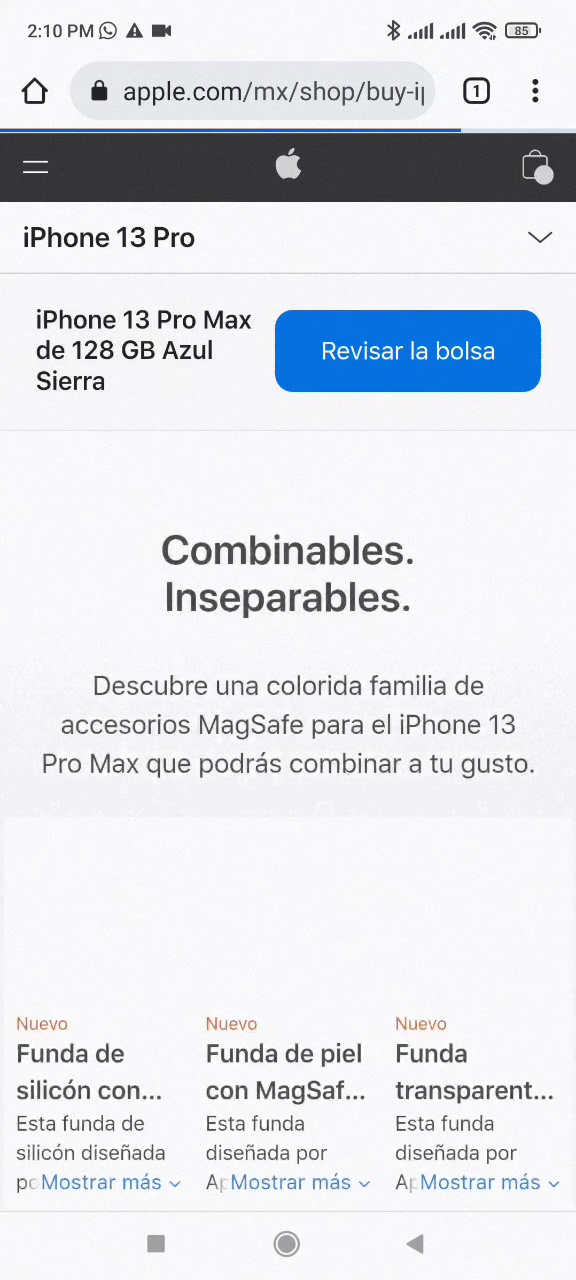 2:10 PM
85
apple.com/mx/shop/buy-i
1
iPhone 13 Pro
iPhone 13 Pro Max
de 128 GB Azul
Sierra
Revisar la bolsa
Combinables.
Inseparables.
Descubre una colorida familia de
accesorios MagSafe para el iPhone 13
Pro Max que podrás combinar a tu gusto.
Nuevo
Funda de
silicón con...
Esta funda de
silicón diseñada
po Mostrar más
Nuevo
Funda de piel
con MagSaf...
Esta funda
diseñada por
Ap Mostrar más
Nuevo
Funda
transparent...
Esta funda
diseñada por
Ap Mostrar más